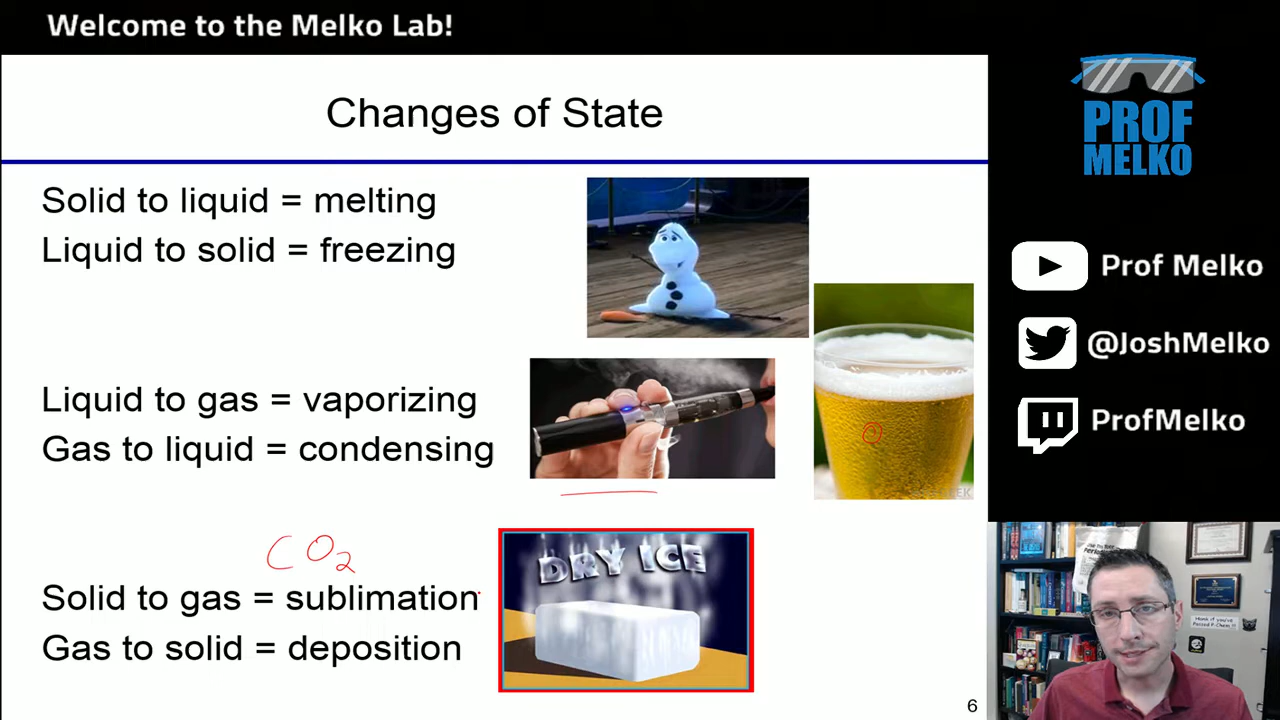 Welcome to the Melko Lab!
Changes of State
Solid to liquid = melting
Liquid to solid = freezing
Liquid to gas = vaporizing
Gas to liquid = condensing
CO2
Solid to gas = sublimation
Gas to solid = deposition
DRY ICE
6
PROF
MELKO
Prof Melko
@JoshMelko
ProfMelko